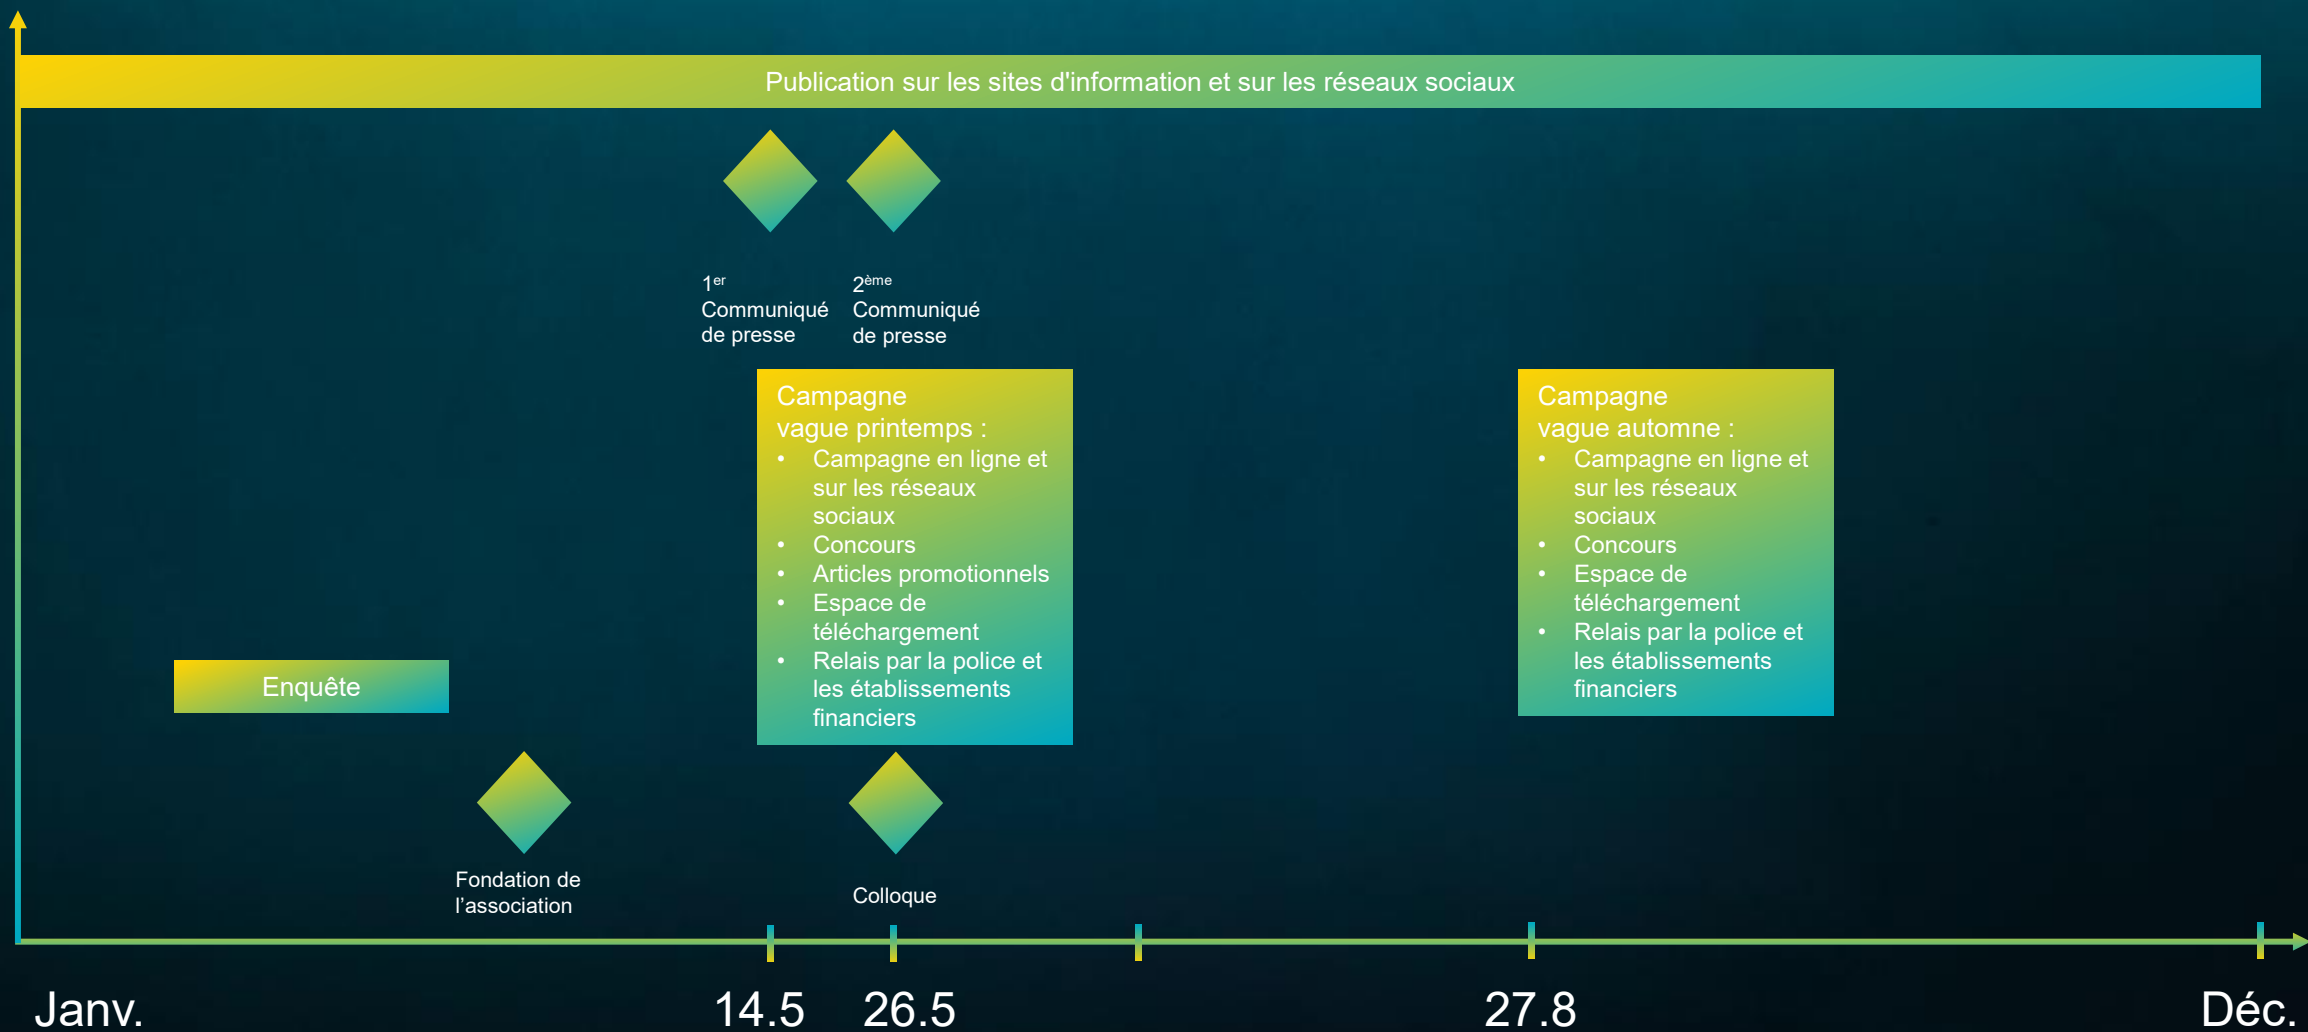 Publication sur les sites d'information et sur les réseaux sociaux
1er
Communiqué
de presse
2ème
Communiqué
de presse
Campagne
vague printemps :
• Campagne en ligne et
sur les réseaux
sociaux
• Concours
• Articles promotionnels
• Espace de
téléchargement
• Relais par la police et
les établissements
financiers
Campagne
vague automne :
• Campagne en ligne et
sur les réseaux
sociaux
• Concours
• Espace de
téléchargement
• Relais par la police et
les établissements
financiers
Enquête
Fondation de
l’association
Colloque
Janv.
14.5
26.5
27.8
Déc.